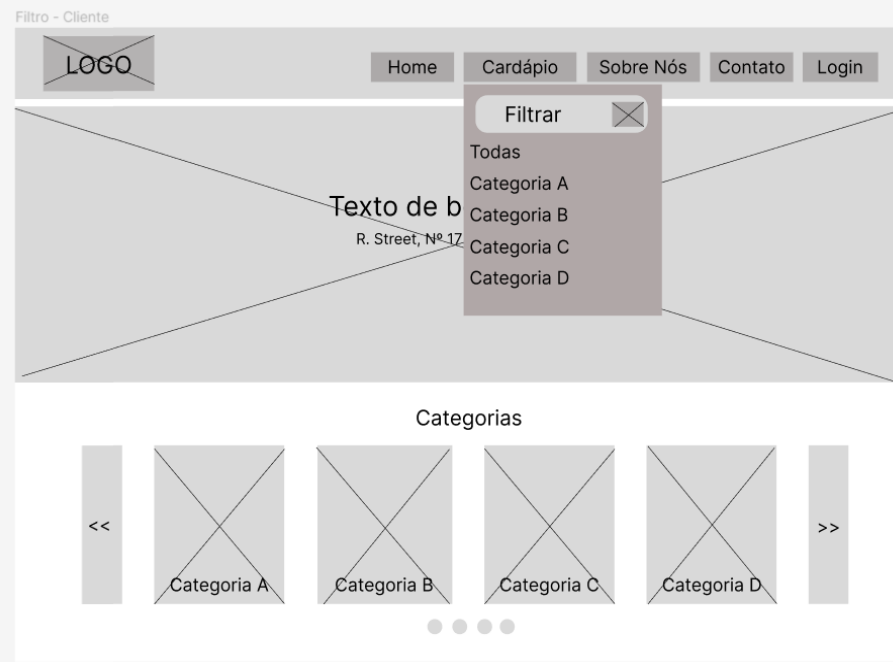 Filtro - Cliente
LOGO
Home
Cardápio
Sobre Nós
Contato
Login
Filtrar
Todas
Categoria A
Categoria B
Categoria C
Categoria D
Texto de b
R. Street, Nº 17
Categorias
<<
Categoria A
Categoria B
Categoria C
Categoria D
>>